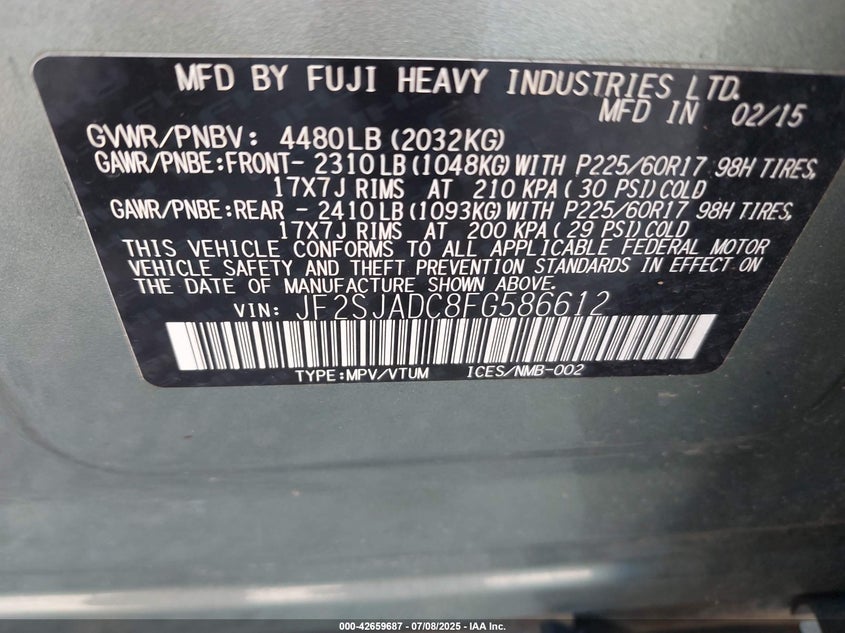 MFD BY FUJI HEAVY INDUSTRIES LTD.
MFD IN 02/15
GVWR/PNBV: 4480LB (2032KG)
GAWR/PNBE:FRONT- 2310LB (1048KG) WITH P225/60R17 98H TIRES,
17X7J RIMS AT 210 KPA (30 PSI) COLD
GAWR/PNBE:REAR - 2410LB (1093KG) WITH P225/60R17 98H TIRES,
17X7J RIMS AT 200 KPA (29 PSI) COLD
THIS VEHICLE CONFORMS TO ALL APPLICABLE FEDERAL MOTOR
VEHICLE SAFETY AND THEFT PREVENTION STANDARDS IN EFFECT ON
THE DATE OF MANUFACTURE SHOWN ABOVE.
VIN: JF2SJADC8FG586612
TYPE:MPV/VTUM ICES/NMB-002
000-42659687 - 07/08/2025 - IAA Inc.